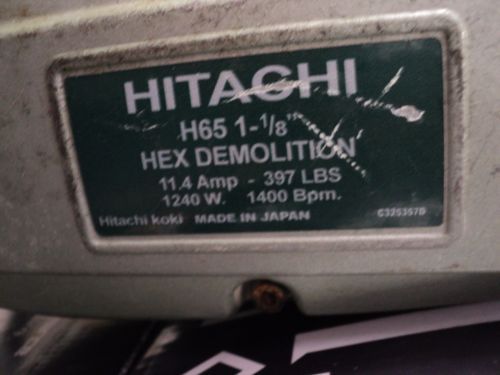 HITACHI
H65 1-1/8"
HEX DEMOLITION
11.4 Amp - 397 LBS
1240 W. 1400 Bpm.
Hitachi koki MADE IN JAPAN C325357B